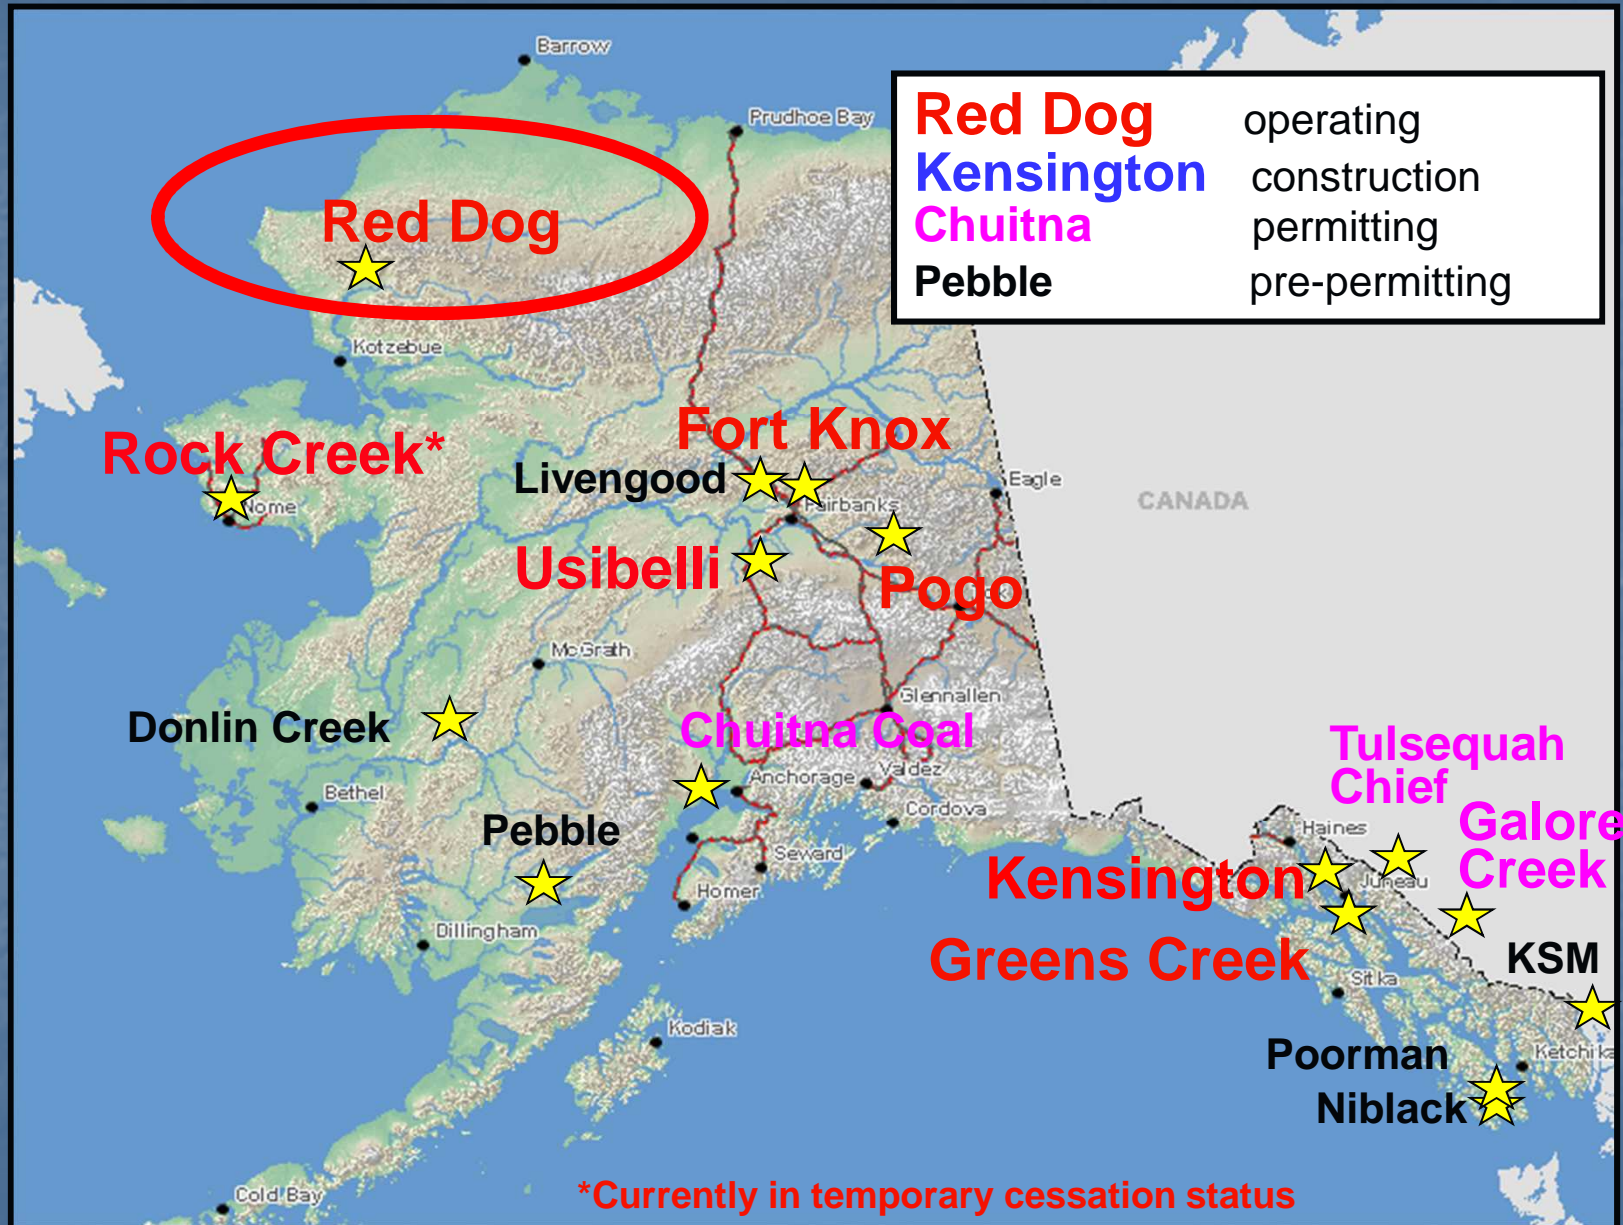 Barrow
Prudhoe Bay
Red Dog operating
Kensington construction
Chuitna permitting
Pebble pre-permitting
Red Dog
Kotzebue
Rock Creek*
Nome
Fort Knox
Livengood
Fairbanks
Eagle
CANADA
Usibelli
Pogo
McGrath
Glennallen
Donlin Creek
Chuitna Coal
Tulsequah
Chief
Anchorage
Valdez
Bethel
Cordova
Galore
Creek
Pebble
Haines
Seward
Kensington
Juneau
Homer
Dillingham
Greens Creek
KSM
Sitka
Kodiak
Poorman
Ketchika
Niblack
*Currently in temporary cessation status
Cold Bay